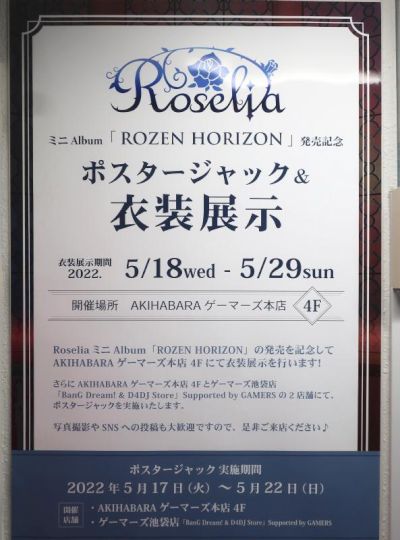 Roselia
ミニ Album「ROZEN HORIZON」発売記念
ポスタージャック&
衣装展示
衣装展示期間
2022. 5/18wed - 5/29sun
開催場所 AKIHABARA ゲーマーズ本店 4F
Roselia ミニ Album「ROZEN HORIZON」の発売を記念して
AKIHABARA ゲーマーズ本店 4F にて衣装展示を行います!
さらに AKIHABARA ゲーマーズ本店 4F とゲーマーズ池袋店
「BanG Dream! & D4DJ Store」Supported by GAMERS の 2 店舗にて、
ポスタージャックを実施いたします。
写真撮影や SNS への投稿も大歓迎ですので、是非ご来店ください♪
ポスタージャック 実施期間
2022 年 5 月 17 日(火)~ 5 月 22 日(日)
開催
店舗
・AKIHABARA ゲーマーズ本店 4F
・ゲーマーズ池袋店「BanG Dream! & D4DJ Store」Supported by GAMERS